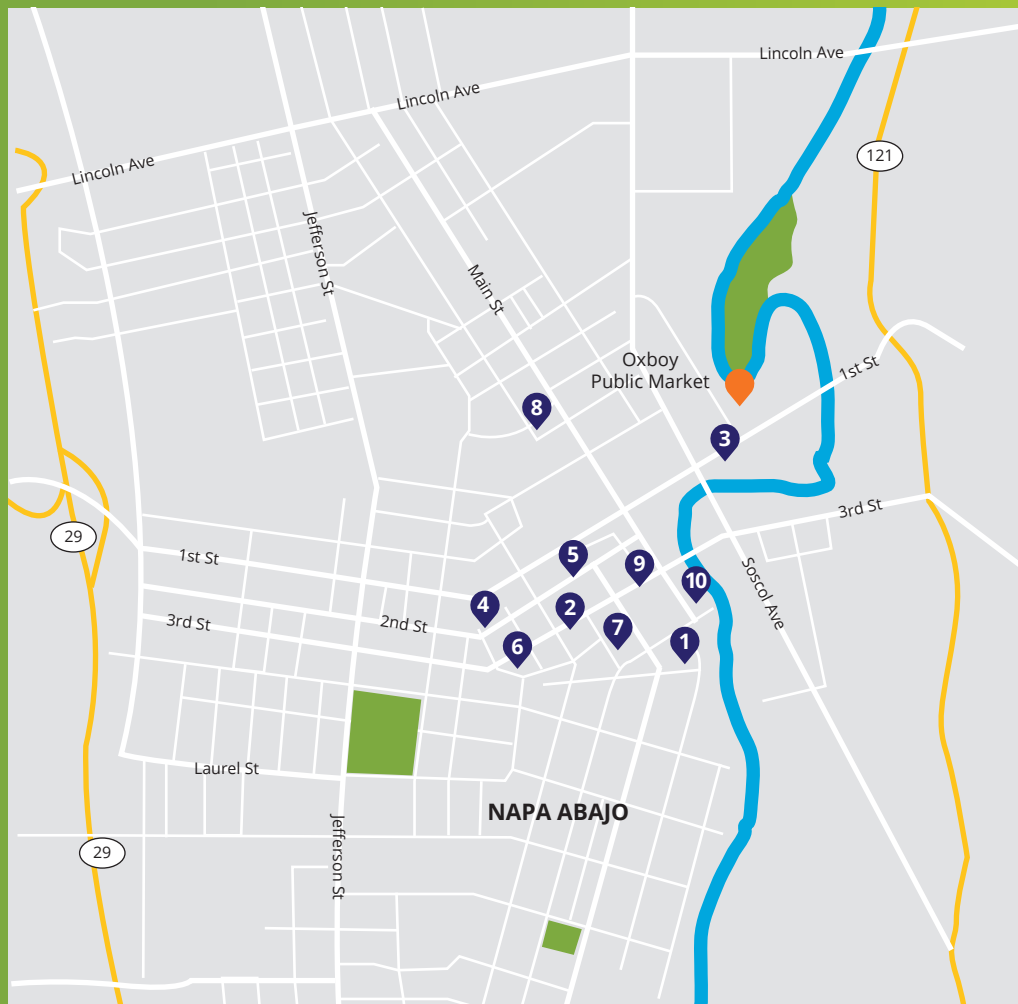 Lincoln Ave
Lincoln Ave
Lincoln Ave
121
Jefferson St
Main St
Oxboy
Public Market
1st St
8
3
29
3rd St
1st St
5
9
10
Soscol Ave
4
2
2nd St
3rd St
7
6
1
Laurel St
NAPA ABAJO
29
Jefferson St